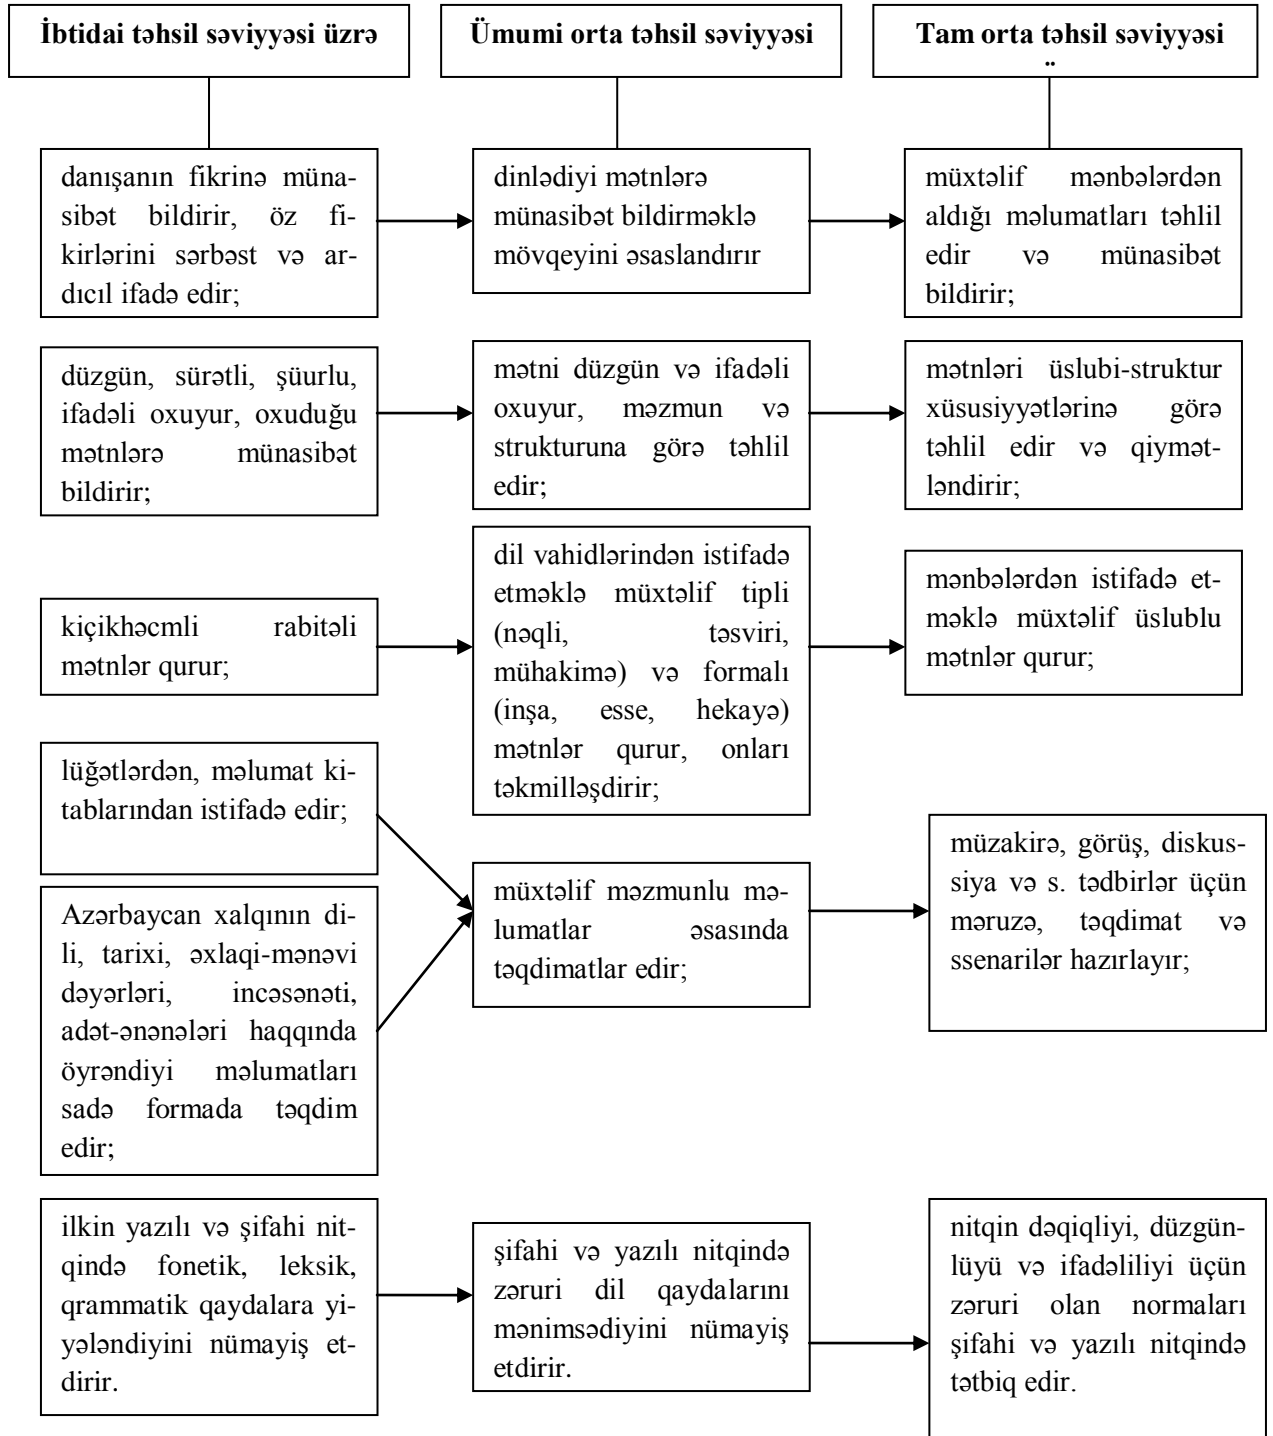 İbtidai təhsil səviyyəsi üzrə
Ümumi orta təhsil səviyyəsi
Tam orta təhsil səviyyəsi
danışanın fikrinə müna-
sibət bildirir, öz fi-
kirlərini sərbəst və ar-
dıcıl ifadə edir;
dinlədiyi mətnlərə
münasibət bildirməklə
mövqeyini əsaslandırır
müxtəlif mənbələrdən
aldığı məlumatları təhlil
edir və münasibət
bildirir;
düzgün, sürətli, şüurlu,
ifadəli oxuyur, oxuduğu
mətnlərə münasibət
bildirir;
mətni düzgün və ifadəli
oxuyur, məzmun və
strukturuna görə təhlil
edir;
mətnləri üslubi-struktur
xüsusiyyətlərinə görə
təhlil edir və qiymət-
ləndirir;
kiçikhəcmli rabitəli
mətnlər qurur;
dil vahidlərindən istifadə
etməklə müxtəlif tipli
(nəqli, təsviri,
mühakimə) və formalı
(inşa, esse, hekayə)
mətnlər qurur, onları
təkmilləşdirir;
mənbələrdən istifadə et-
məklə müxtəlif üslublu
mətnlər qurur;
lüğətlərdən, məlumat ki-
tablarından istifadə edir;
Azərbaycan xalqının di-
li, tarixi, əxlaqi-mənəvi
dəyərləri, incəsənəti,
adət-ənənələri haqqında
öyrəndiyi məlumatları
sadə formada təqdim
edir;
müxtəlif məzmunlu mə-
lumatlar əsasında
təqdimatlar edir;
müzakirə, görüş, diskus-
siya və s. tədbirlər üçün
məruzə, təqdimat və
ssenarilər hazırlayır;
ilkin yazılı və şifahi nit-
qində fonetik, leksik,
qrammatik qaydalara yi-
yələndiyini nümayiş et-
dirir.
şifahi və yazılı nitqində
zəruri dil qaydalarını
mənimsədiyini nümayiş
etdirir.
nitqin dəqiqliyi, düzgün-
lüyü və ifadəliliyi üçün
zəruri olan normaları
şifahi və yazılı nitqində
tətbiq edir.